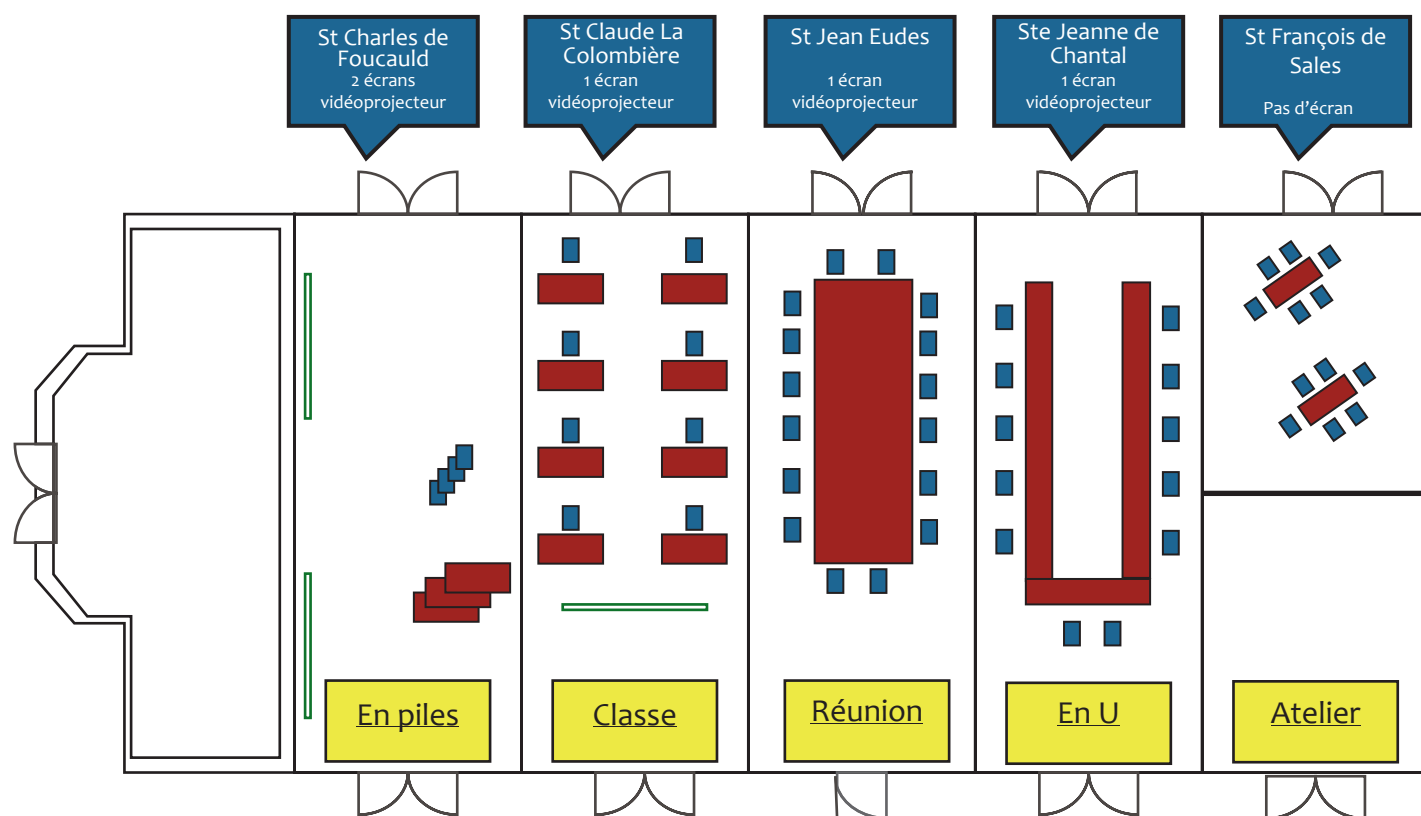 St Charles de
Foucauld
2 écrans
vidéoprojecteur
St Claude La
Colombière
1 écran
vidéoprojecteur
St Jean Eudes
1 écran
vidéoprojecteur
Ste Jeanne de
Chantal
1 écran
vidéoprojecteur
St François de
Sales
Pas d’écran
En piles
Classe
Réunion
En U
Atelier